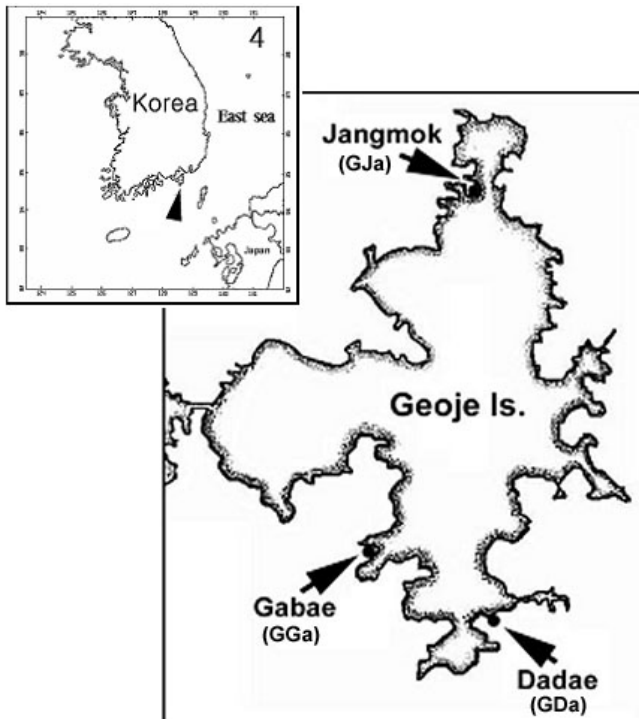 4
Korea
East sea
Japan
Jangmok
(GJa)
Geoje Is.
Gabae
(GGa)
Dadae
(GDa)